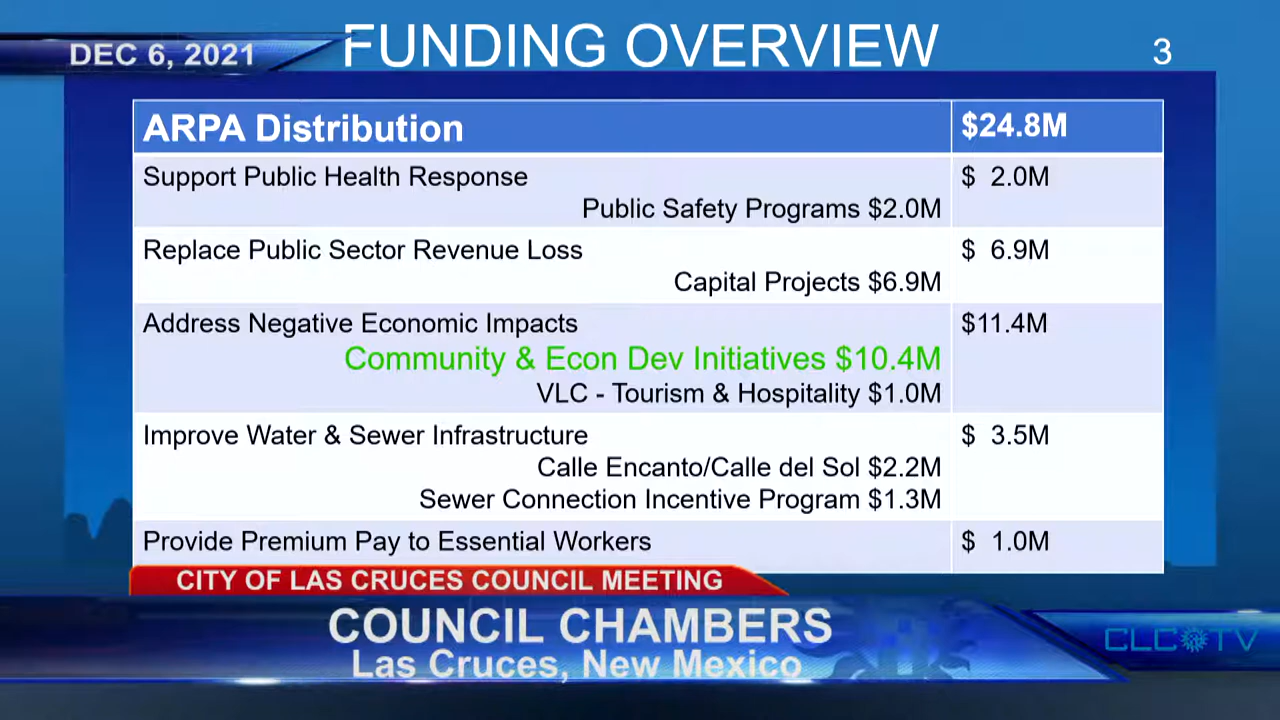 DEC 6, 2021
FUNDING OVERVIEW
3
ARPA Distribution $24.8M
Support Public Health Response $ 2.0M
Public Safety Programs $2.0M
Replace Public Sector Revenue Loss $ 6.9M
Capital Projects $6.9M
Address Negative Economic Impacts $11.4M
Community & Econ Dev Initiatives $10.4M
VLC - Tourism & Hospitality $1.0M
Improve Water & Sewer Infrastructure $ 3.5M
Calle Encanto/Calle del Sol $2.2M
Sewer Connection Incentive Program $1.3M
Provide Premium Pay to Essential Workers $ 1.0M
CITY OF LAS CRUCES COUNCIL MEETING
COUNCIL CHAMBERS
Las Cruces, New Mexico
CLC TV